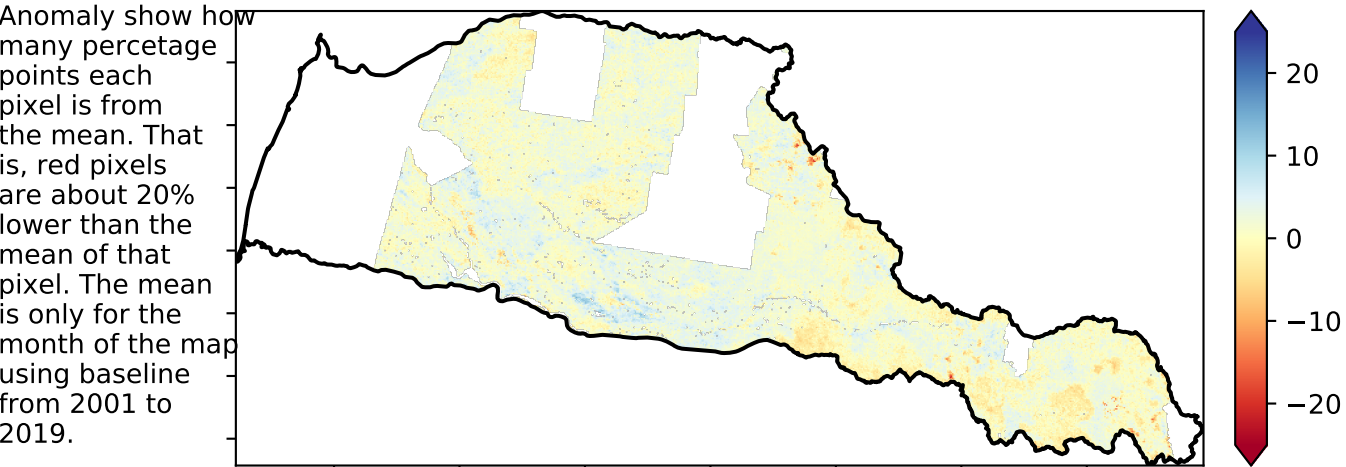 Anomaly show how
many percetage
points each
pixel is from
the mean. That
is, red pixels
are about 20%
lower than the
mean of that
pixel. The mean
is only for the
month of the map
using baseline
from 2001 to
2019.
20
10
0
−10
−20